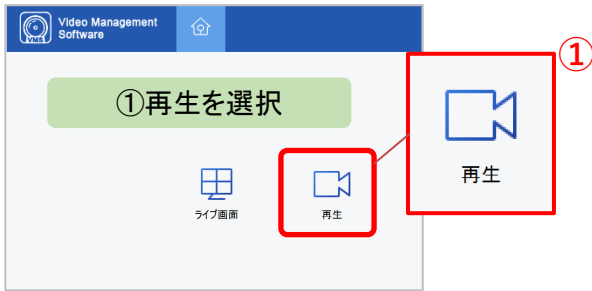 Video Management
Software
VMS
①再生を選択
①
再生
ライブ画面
再生